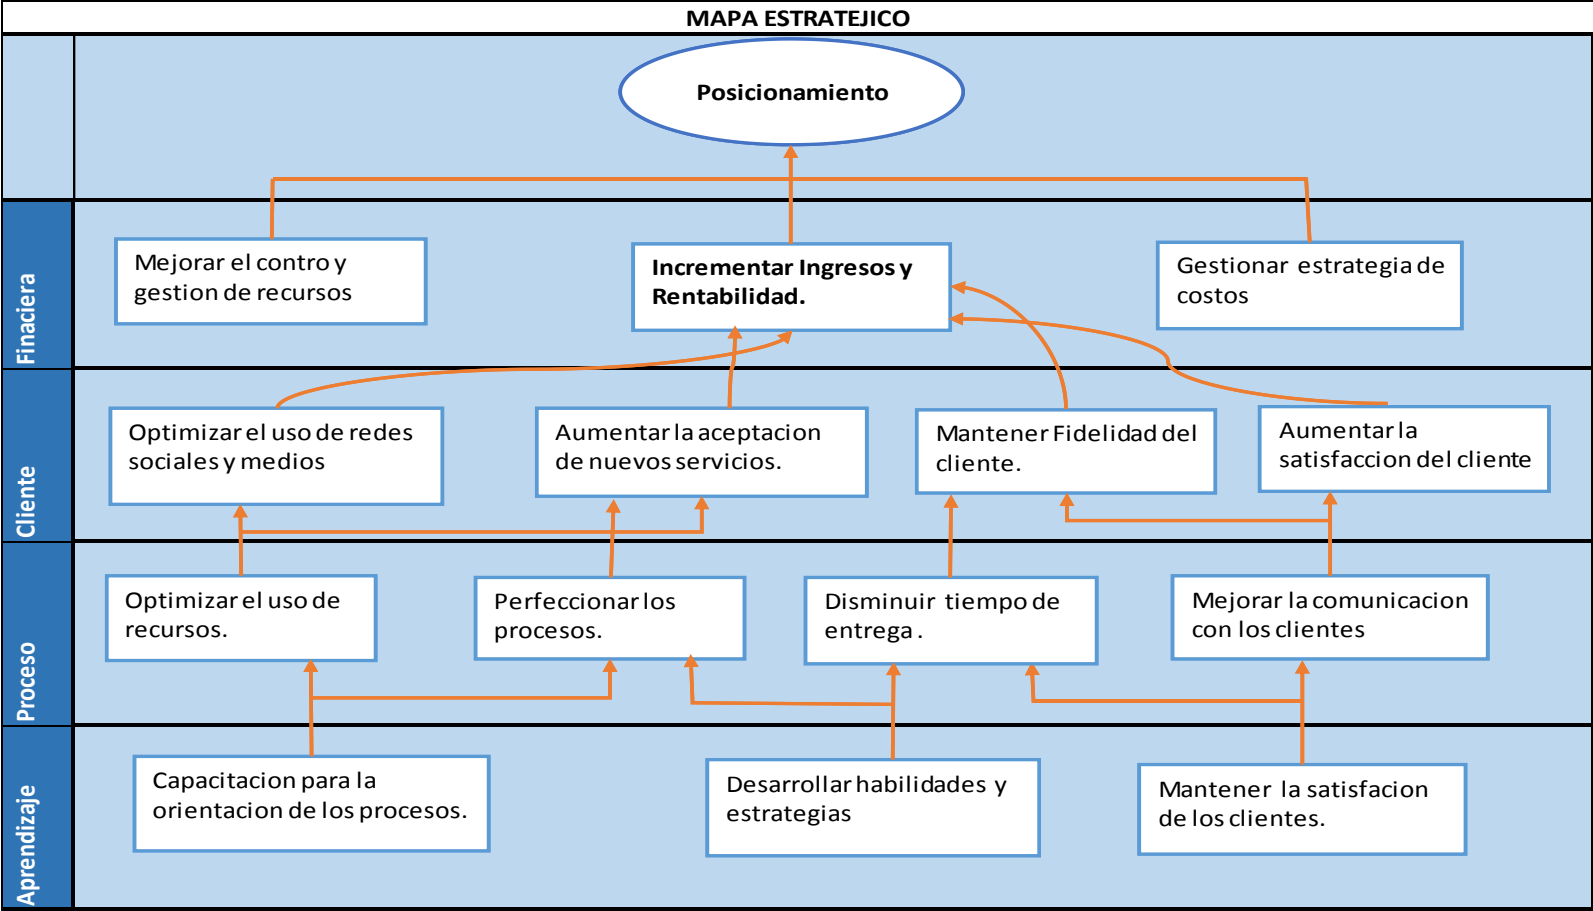 MAPA ESTRATEJICO
Posicionamiento
Finaciera
Mejorar el contro y
gestion de recursos
Incrementar Ingresos y
Rentabilidad.
Gestionar estrategia de
costos
Cliente
Optimizar el uso de redes
sociales y medios
Aumentar la aceptacion
de nuevos servicios.
Mantener Fidelidad del
cliente.
Aumentar la
satisfaccion del cliente
Proceso
Optimizar el uso de
recursos.
Perfeccionar los
procesos.
Disminuir tiempo de
entrega .
Mejorar la comunicacion
con los clientes
Aprendizaje
Capacitacion para la
orientacion de los procesos.
Desarrollar habilidades y
estrategias
Mantener la satisfacion
de los clientes.